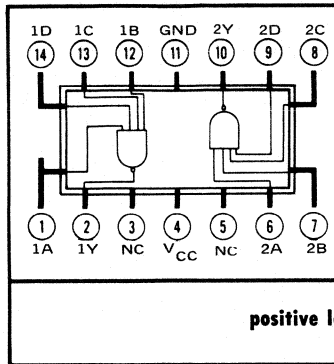 1D 1C 1B GND 2Y 2D 2C
14 13 12 11 10 9 8
1 2 3 4 5 6 7
1A 1Y NC VCC NC 2A 2B
positive l